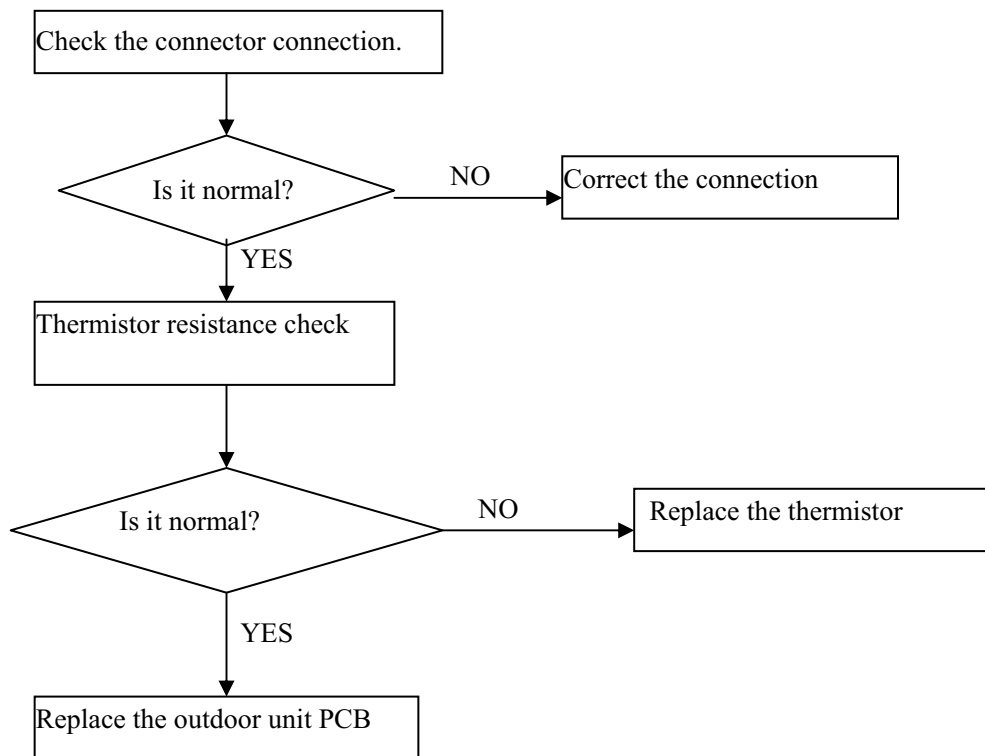 Check the connector connection.
Is it normal?
NO
Correct the connection
YES
Thermistor resistance check
Is it normal?
NO
Replace the thermistor
YES
Replace the outdoor unit PCB